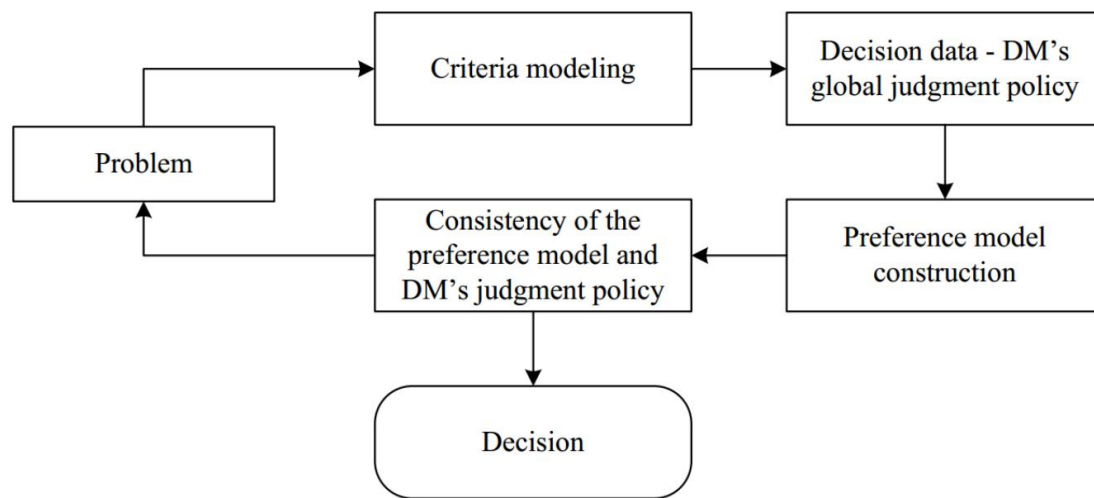 Criteria modeling
Decision data - DM's
global judgment policy
Problem
Consistency of the
preference model and
DM's judgment policy
Preference model
construction
Decision